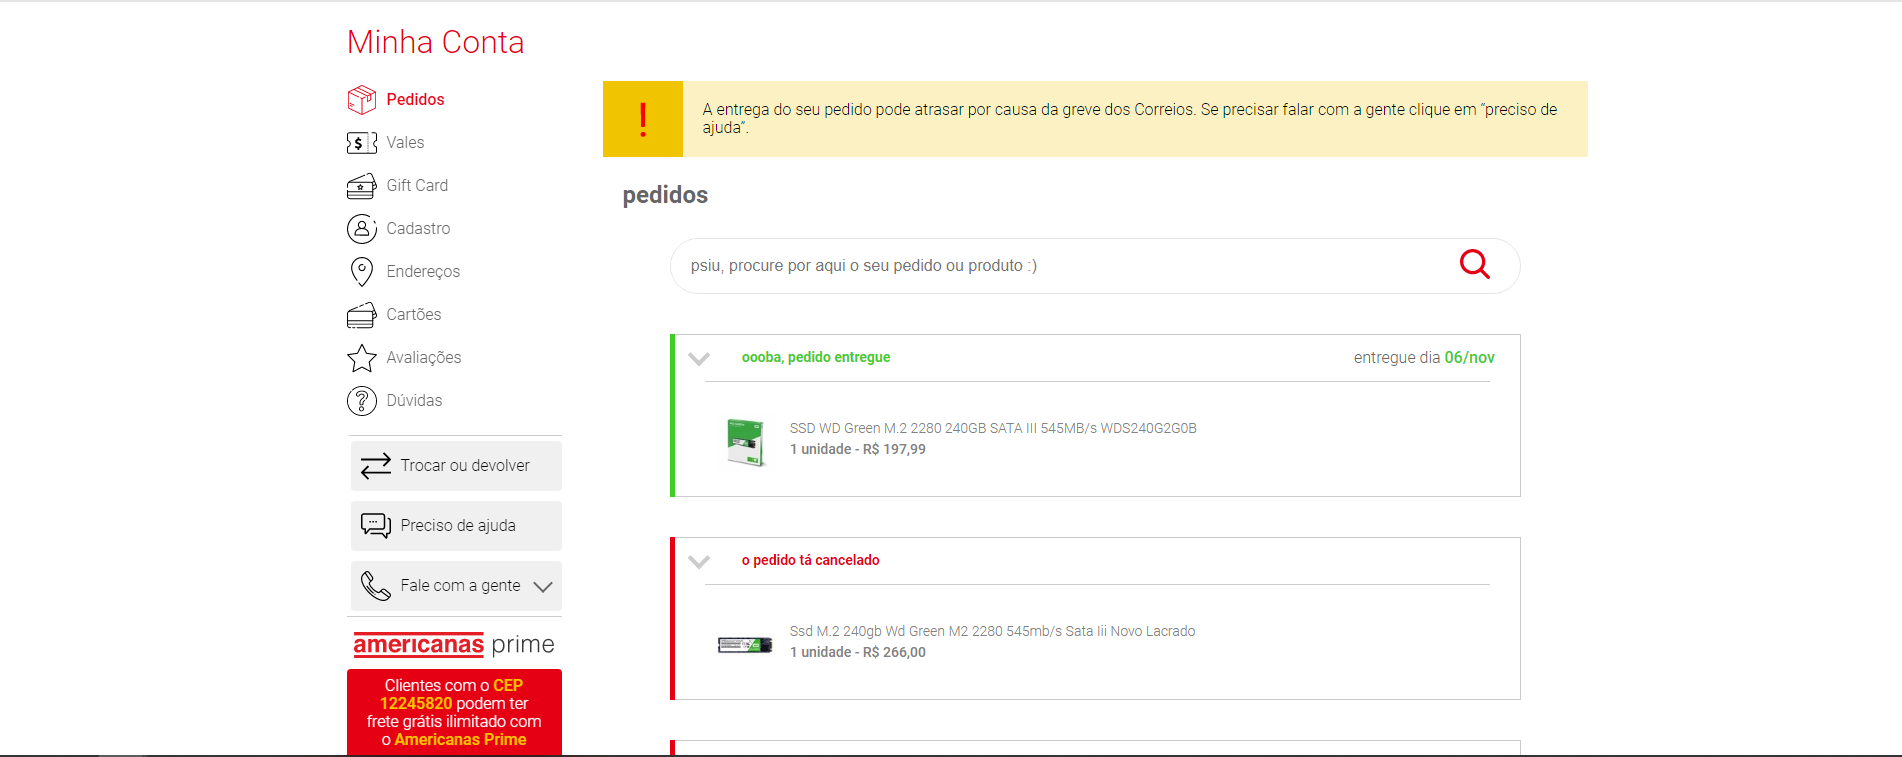 Minha Conta
Pedidos
Vales
Gift Card
Cadastro
Endereços
Cartões
Avaliações
Dúvidas
Trocar ou devolver
Preciso de ajuda
Fale com a gente
americanas prime
Clientes com o CEP
12245820 podem ter
frete grátis ilimitado com
o Americanas Prime
A entrega do seu pedido pode atrasar por causa da greve dos Correios. Se precisar falar com a gente clique em “preciso de
ajuda”.
pedidos
psiu, procure por aqui o seu pedido ou produto :)
oooba, pedido entregue
entregue dia 06/nov
SSD WD Green M.2 2280 240GB SATA III 545MB/s WDS240G2G0B
1 unidade - R$ 197,99
o pedido tá cancelado
Ssd M.2 240gb Wd Green M2 2280 545mb/s Sata Iii Novo Lacrado
1 unidade - R$ 266,00